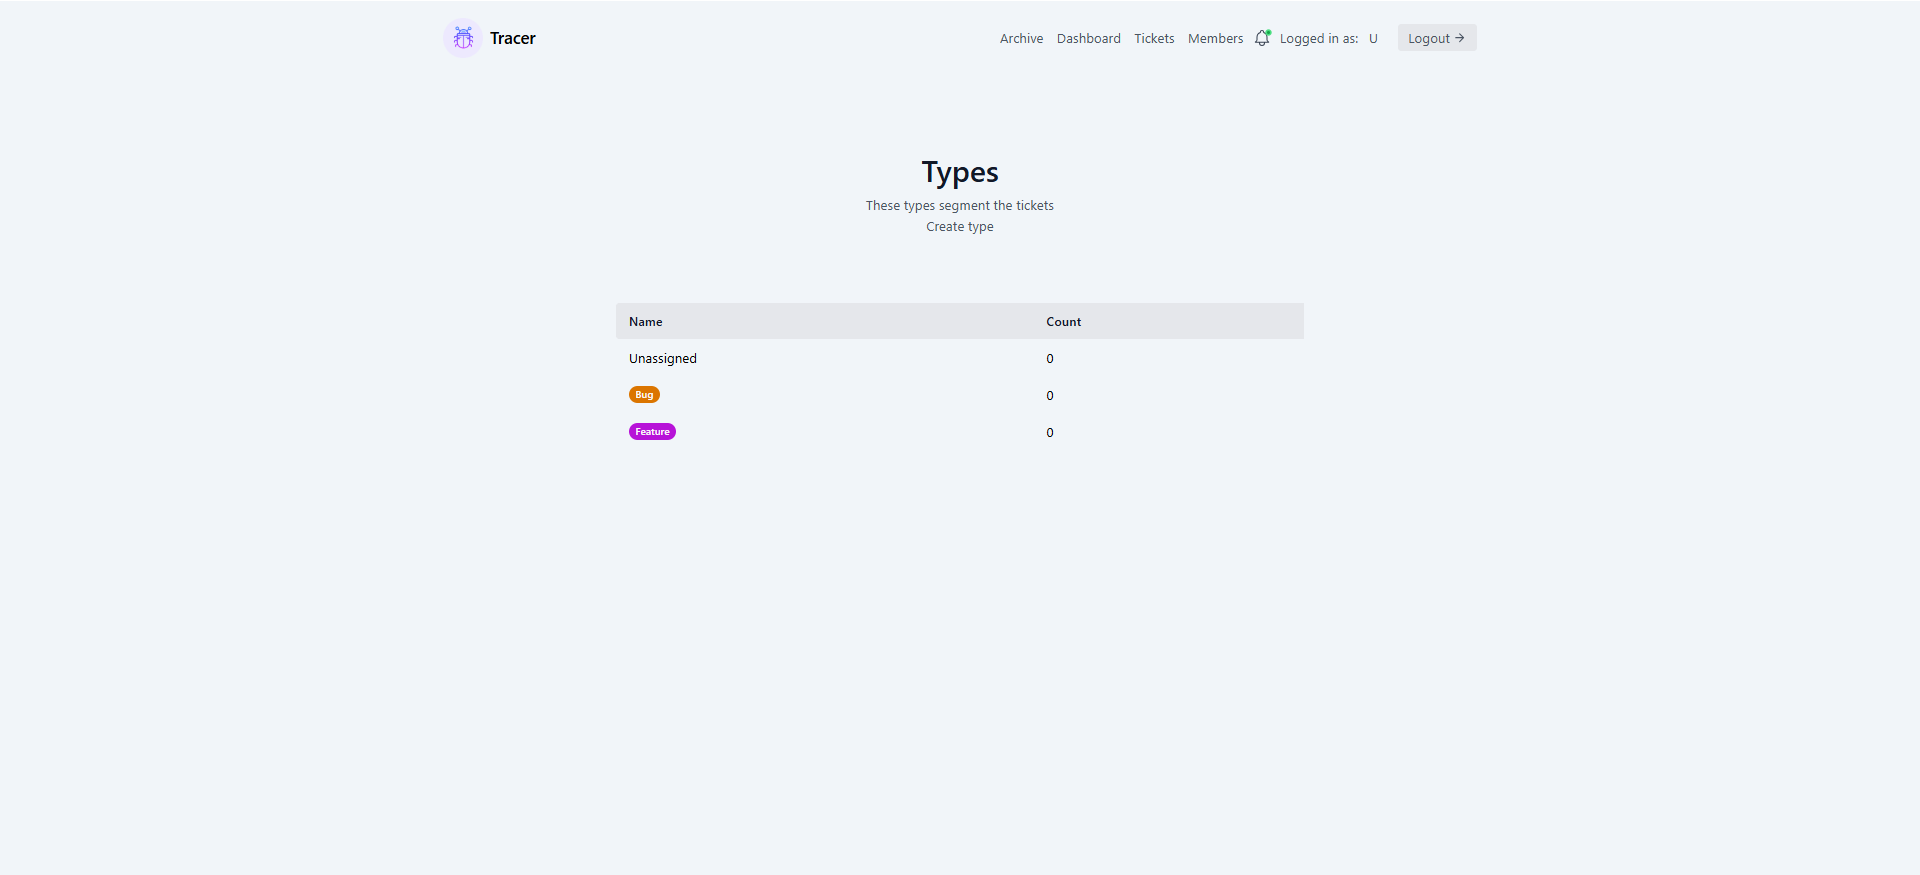 Tracer
Archive Dashboard Tickets Members Logged in as: U Logout →
Types
These types segment the tickets
Create type
Name Count
Unassigned 0
Bug 0
Feature 0